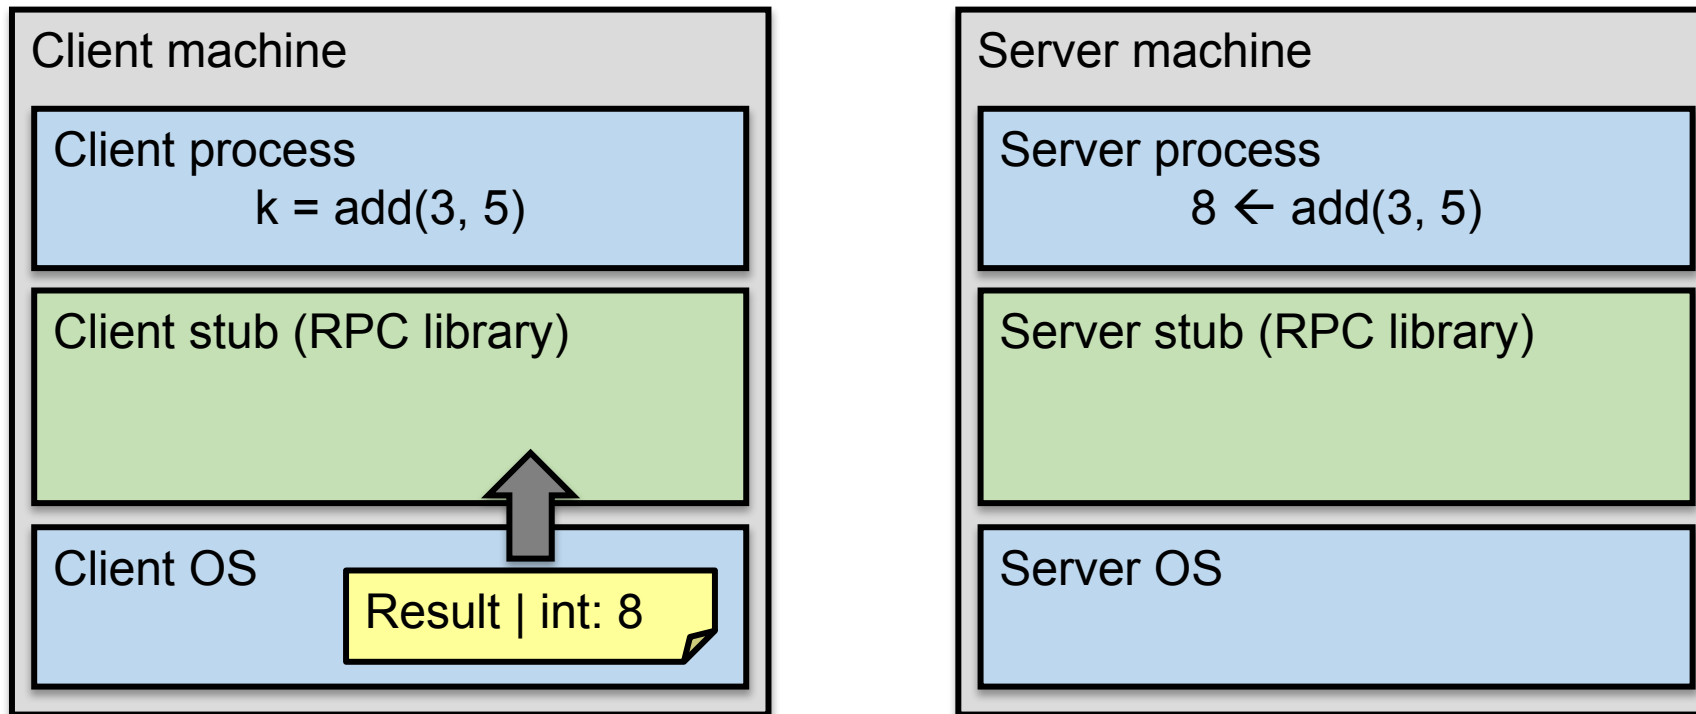 Client machine
Client process
k = add(3, 5)
Client stub (RPC library)
Client OS
Result | int: 8
Server machine
Server process
8 ← add(3, 5)
Server stub (RPC library)
Server OS